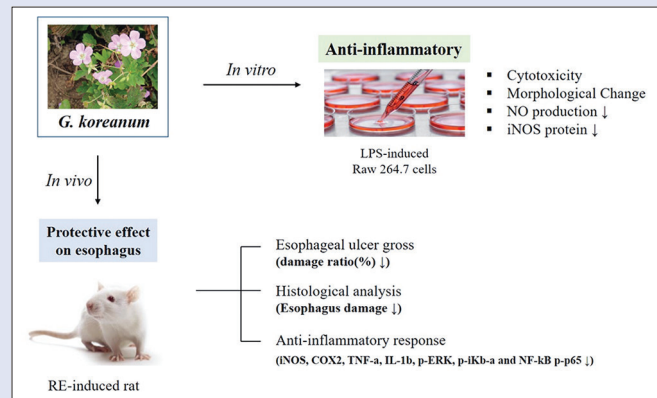 G. koreanum
In vitro
Anti-inflammatory
LPS-induced
Raw 264.7 cells
▪ Cytotoxicity
▪ Morphological Change
▪ NO production ↓
▪ iNOS protein ↓
In vivo
Protective effect
on esophagus
RE-induced rat
Esophageal ulcer gross
(damage ratio(%) ↓)
Histological analysis
(Esophagus damage ↓)
Anti-inflammatory response
(iNOS, COX2, TNF-a, IL-1b, p-ERK, p-iKb-a and NF-kB p-p65 ↓)